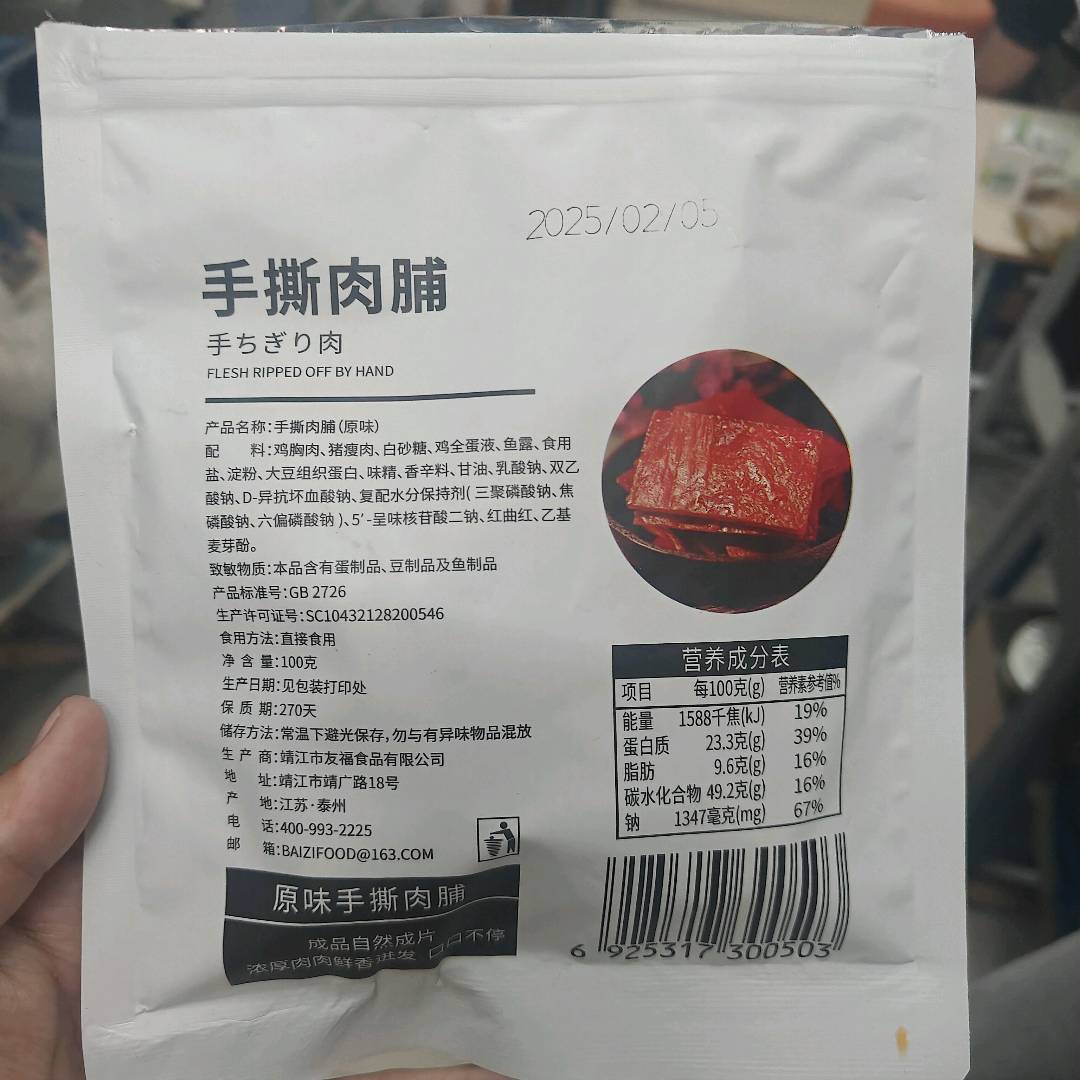 2025/02/05
手撕肉脯
手ちぎり肉
FLESH RIPPED OFF BY HAND
产品名称:手撕肉脯(原味)
配 料:鸡胸肉、猪瘦肉、白砂糖、鸡全蛋液、鱼露、食用
盐、淀粉、大豆组织蛋白、味精、香辛料、甘油、乳酸钠、双乙
酸钠、D-异抗坏血酸钠、复配水分保持剂(三聚磷酸钠、焦
磷酸钠、六偏磷酸钠)、5'-呈味核苷酸二钠、红曲红、乙基
麦芽酚。
致敏物质:本品含有蛋制品、豆制品及鱼制品
产品标准号:GB 2726
生产许可证号:SC10432128200546
食用方法:直接食用
净 含 量:100克
生产日期:见包装打印处
保 质 期:270天
储存方法:常温下避光保存,勿与有异味物品混放
生 产 商:靖江市友福食品有限公司
地 址:靖江市靖广路18号
产 地:江苏·泰州
电 话:400-993-2225
邮 箱:BAIZIFOOD@163.COM
原味手撕肉脯
成品自然成片 口口不停
浓厚肉肉鲜香迸发
营养成分表
项目 每100克(g) 营养素参考值%
能量 1588千焦(kJ) 19%
蛋白质 23.3克(g) 39%
脂肪 9.6克(g) 16%
碳水化合物 49.2克(g) 16%
钠 1347毫克(mg) 67%
6 925317 300503